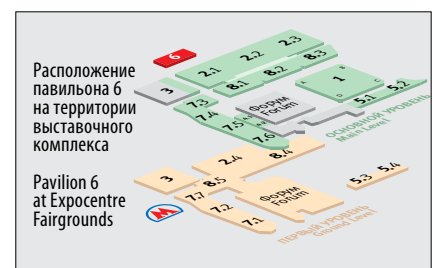 6
2.1 2.2 2.3
8.1 8.2 8.3
3
7.3
7.4
7.5
7.6
Форум
Forum
1
A
B
C
D
5.1 5.2
ОСНОВНОЙ УРОВЕНЬ
Main Level
Расположение
павильона 6
на территории
выставочного
комплекса
Pavilion 6
at Expocentre
Fairgrounds
3
2.4
8.4
8.5
7.7
7.2
7.1
Форум
Forum
5.3 5.4
ПЕРВЫЙ УРОВЕНЬ
Ground Level
М